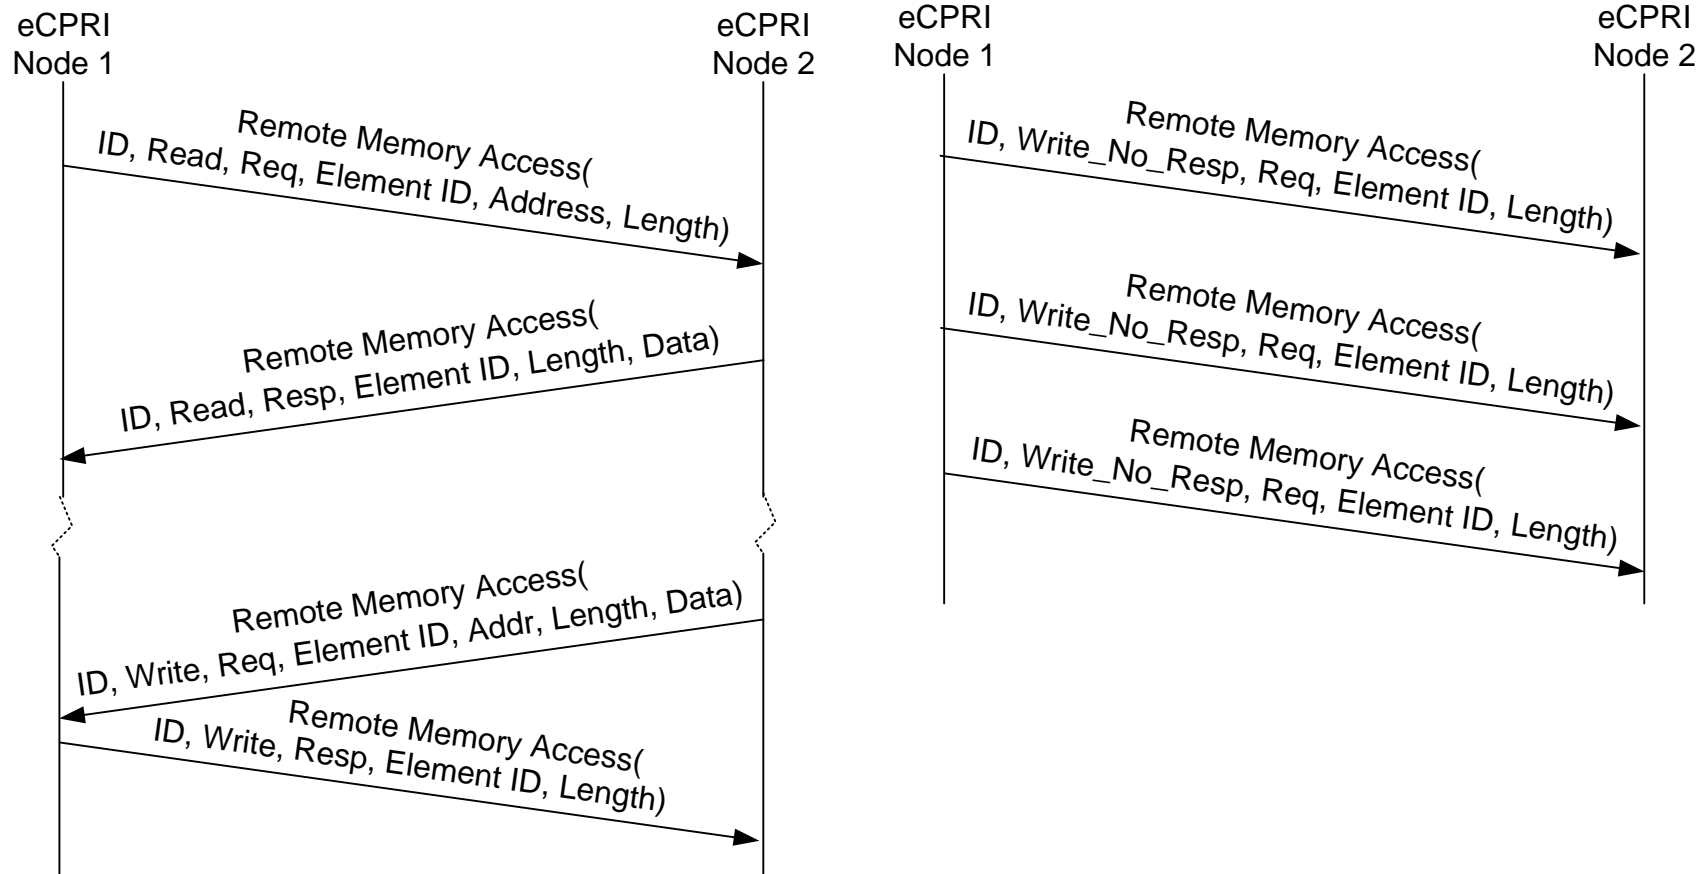 eCPRI
Node 1
eCPRI
Node 2
Remote Memory Access(
ID, Read, Req, Element ID, Address, Length)
Remote Memory Access(
ID, Read, Resp, Element ID, Length, Data)
Remote Memory Access(
ID, Write, Req, Element ID, Addr, Length, Data)
Remote Memory Access(
ID, Write, Resp, Element ID, Length)
eCPRI
Node 1
eCPRI
Node 2
Remote Memory Access(
ID, Write_No_Resp, Req, Element ID, Length)
Remote Memory Access(
ID, Write_No_Resp, Req, Element ID, Length)
Remote Memory Access(
ID, Write_No_Resp, Req, Element ID, Length)